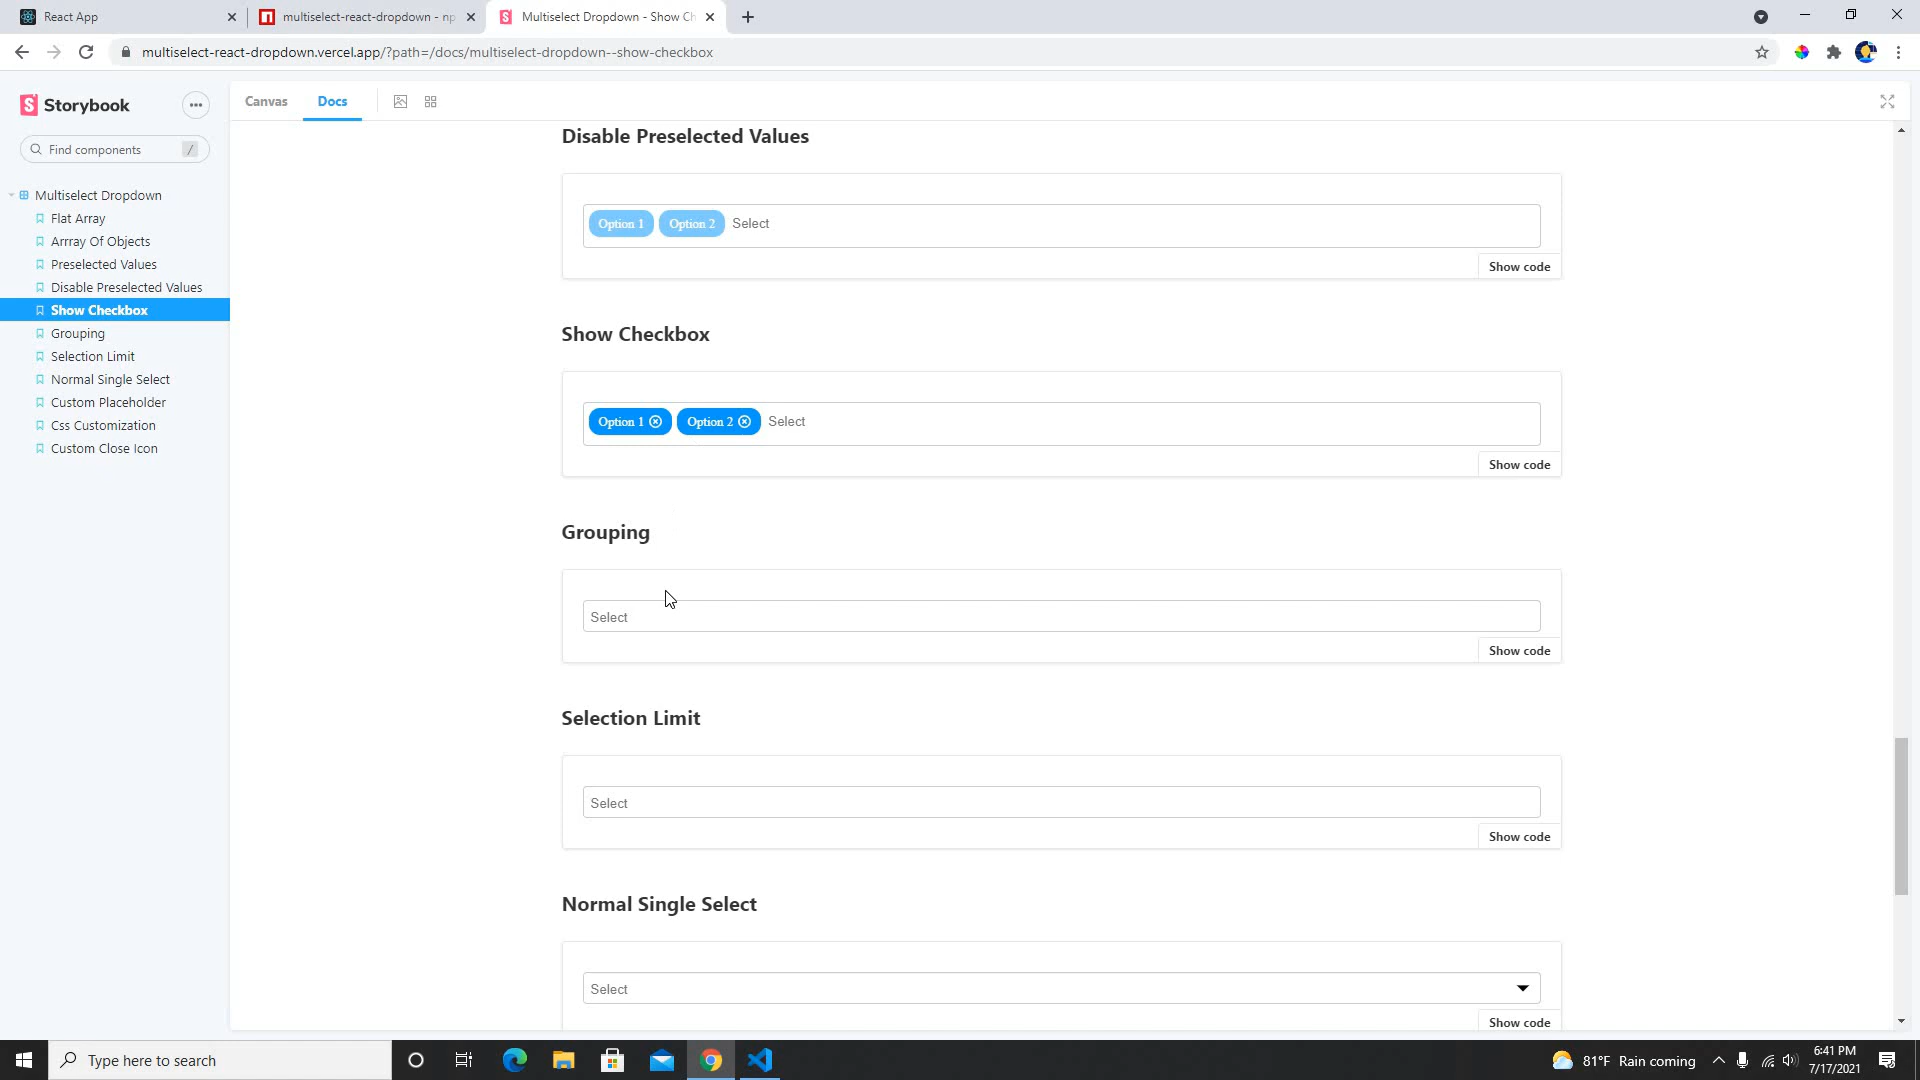 React App
multiselect-react-dropdown - np
Multiselect Dropdown - Show Ch
multiselect-react-dropdown.vercel.app/?path=/docs/multiselect-dropdown--show-checkbox
Storybook
Find components /
Multiselect Dropdown
Flat Array
Arrray Of Objects
Preselected Values
Disable Preselected Values
Show Checkbox
Grouping
Selection Limit
Normal Single Select
Custom Placeholder
Css Customization
Custom Close Icon
Canvas Docs
Disable Preselected Values
Option 1 Option 2 Select
Show code
Show Checkbox
Option 1 Option 2 Select
Show code
Grouping
Select
Show code
Selection Limit
Select
Show code
Normal Single Select
Select
Show code
Type here to search
81°F Rain coming
6:41 PM
7/17/2021